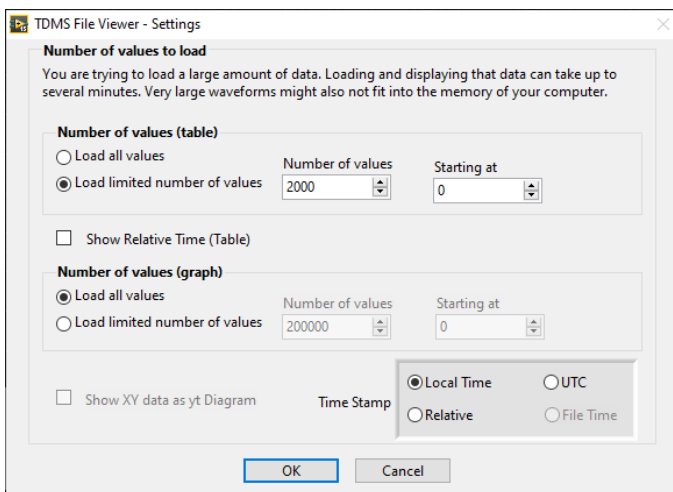 TDMS File Viewer - Settings
Number of values to load
You are trying to load a large amount of data. Loading and displaying that data can take up to
several minutes. Very large waveforms might also not fit into the memory of your computer.
Number of values (table)
Load all values
Load limited number of values
Number of values
2000
Starting at
0
Show Relative Time (Table)
Number of values (graph)
Load all values
Load limited number of values
Number of values
200000
Starting at
0
Show XY data as yt Diagram
Time Stamp
Local Time
UTC
Relative
File Time
OK
Cancel